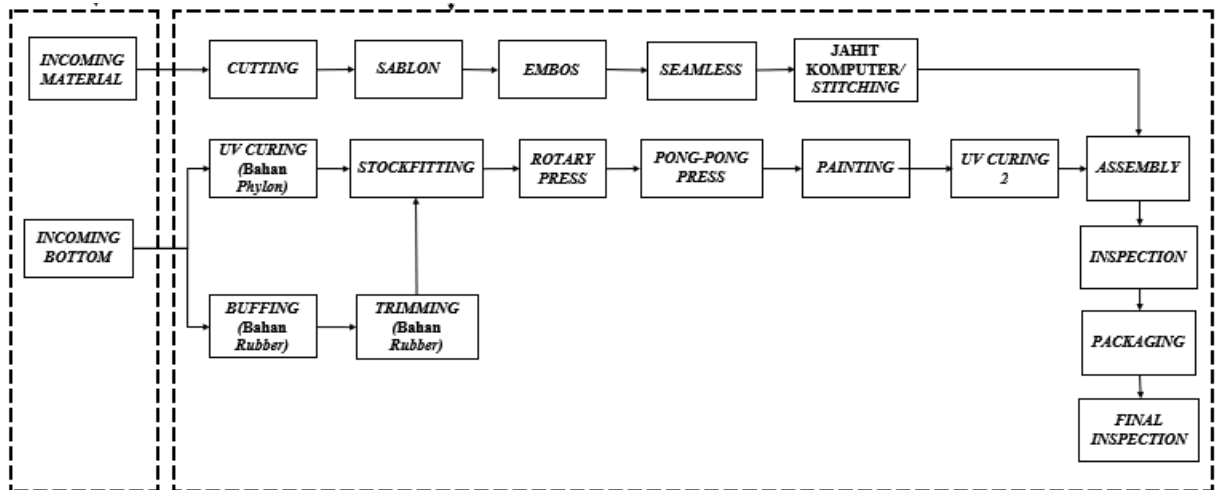 INCOMING
MATERIAL
CUTTING
SABLON
EMBOS
SEAMLESS
JAHIT
KOMPUTER/
STITCHING
UV CURING
(Bahan
Phylon)
STOCKFITTING
ROTARY
PRESS
PONG-PONG
PRESS
PAINTING
UV CURING
2
ASSEMBLY
INCOMING
BOTTOM
BUFFING
(Bahan
Rubber)
TRIMMING
(Bahan
Rubber)
INSPECTION
PACKAGING
FINAL
INSPECTION